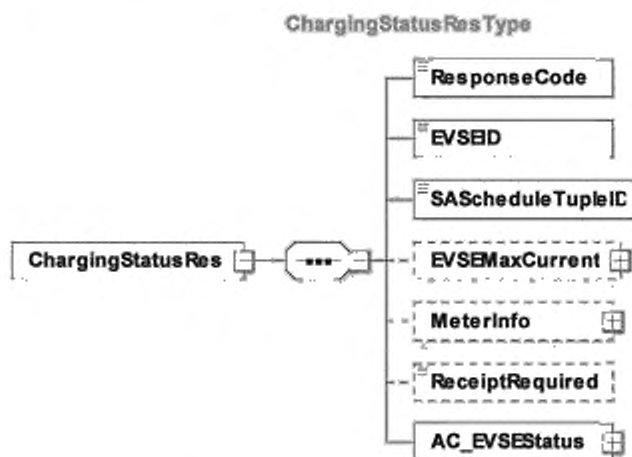 ChargingStatusResType
ResponseCode
EVSEID
SAScheduleTupleID
ChargingStatusRes
EVSEMaxCurrent
MeterInfo
ReceiptRequired
AC_EVSEStatus